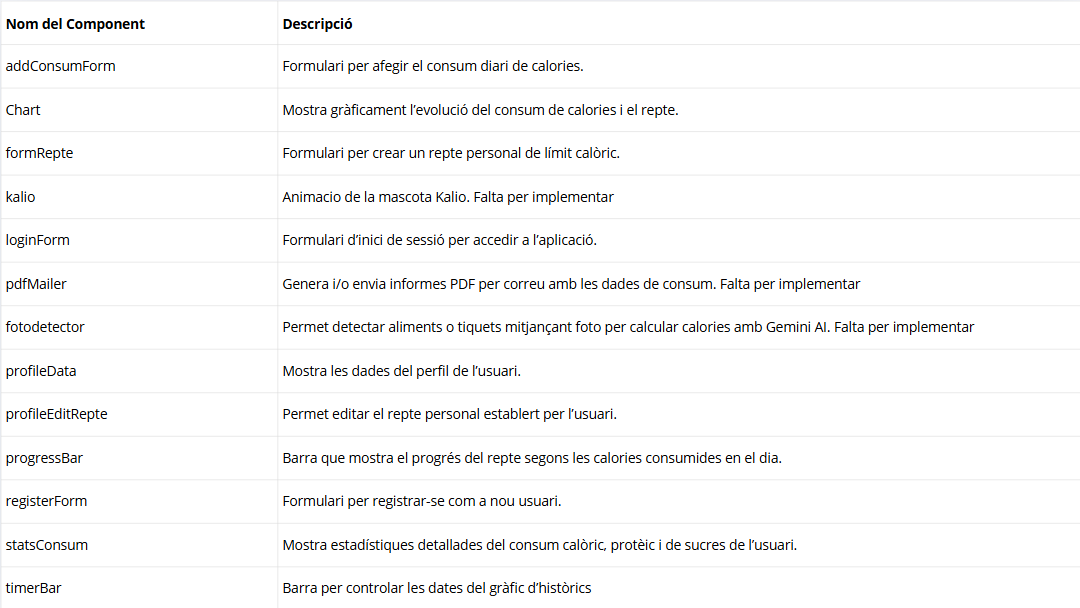 Nom del Component Descripció
addConsumForm Formulari per afegir el consum diari de calories.
Chart Mostra gràficament l’evolució del consum de calories i el repte.
formRepte Formulari per crear un repte personal de límit calòric.
kalio Animacio de la mascota Kalio. Falta per implementar
loginForm Formulari d’inici de sessió per accedir a l’aplicació.
pdfMailer Genera i/o envia informes PDF per correu amb les dades de consum. Falta per implementar
fotodetector Permet detectar aliments o tiquets mitjançant foto per calcular calories amb Gemini AI. Falta per implementar
profileData Mostra les dades del perfil de l’usuari.
profileEditRepte Permet editar el repte personal establert per l’usuari.
progressBar Barra que mostra el progrés del repte segons les calories consumides en el dia.
registerForm Formulari per registrar-se com a nou usuari.
statsConsum Mostra estadístiques detallades del consum calòric, protèic i de sucres de l’usuari.
timerBar Barra per controlar les dates del gràfic d’històrics